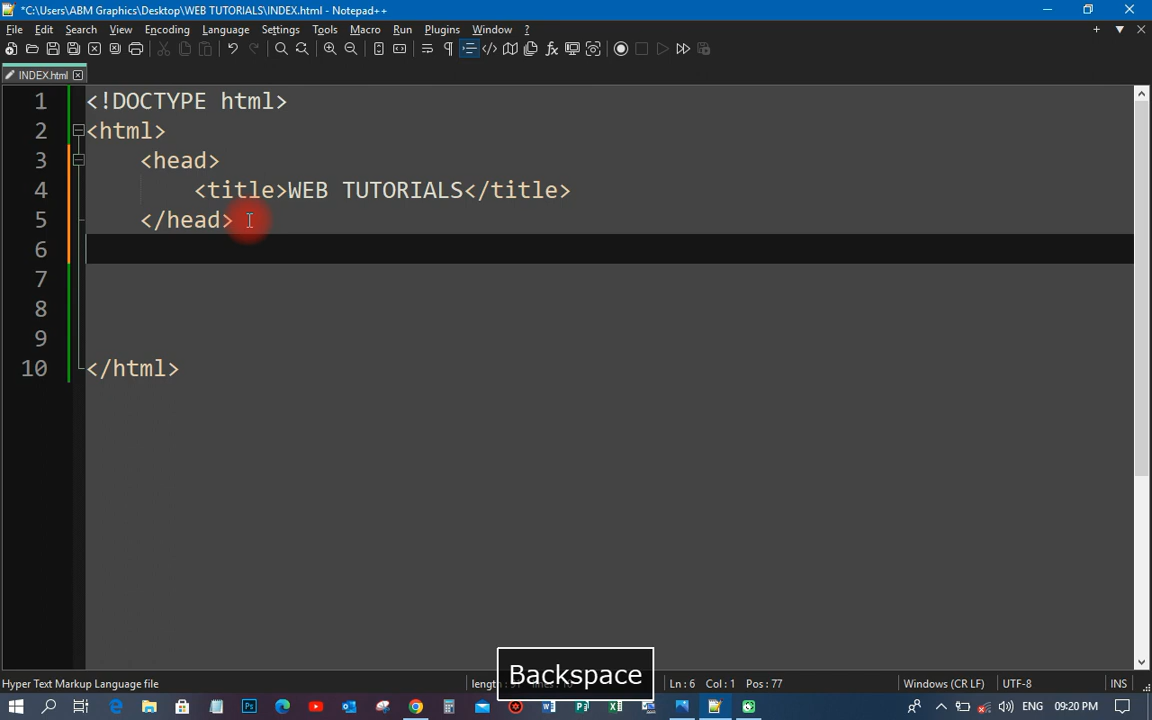 *C:\Users\ABM Graphics\Desktop\WEB TUTORIALS\INDEX.html - Notepad++
File Edit Search View Encoding Language Settings Tools Macro Run Plugins Window ?
INDEX.html
1 <!DOCTYPE html>
2 <html>
3 <head>
4 <title>WEB TUTORIALS</title>
5 </head>
6
7
8
9
10 </html>
Backspace
Hyper Text Markup Language file Ln : 6 Col : 1 Pos : 77 Windows (CR LF) UTF-8 INS
ENG 09:20 PM